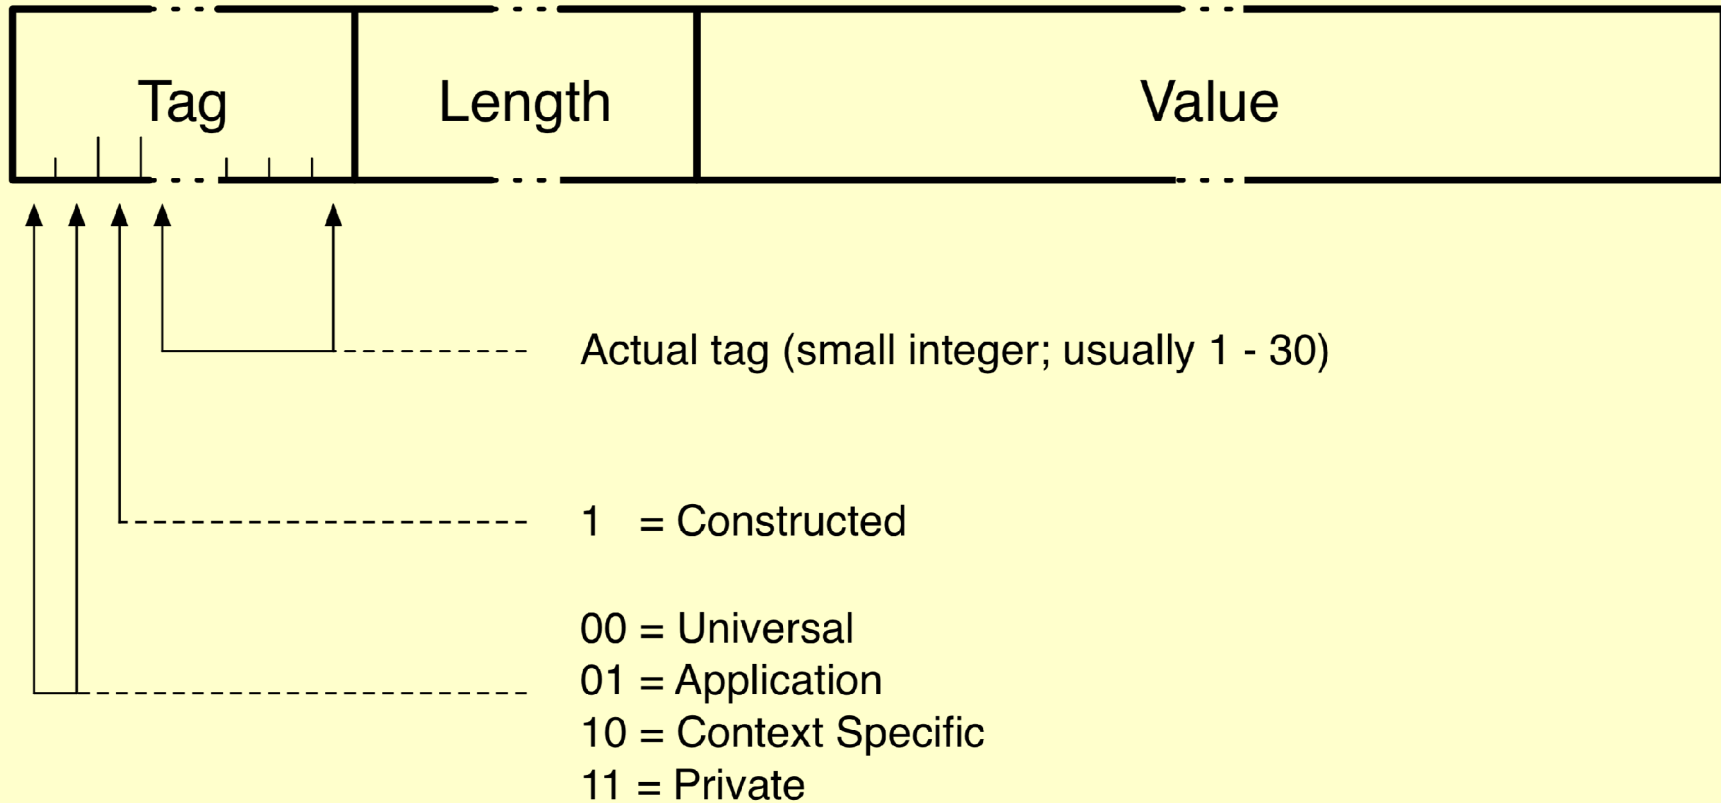 Tag Length Value
Actual tag (small integer; usually 1 - 30)
1 = Constructed
00 = Universal
01 = Application
10 = Context Specific
11 = Private